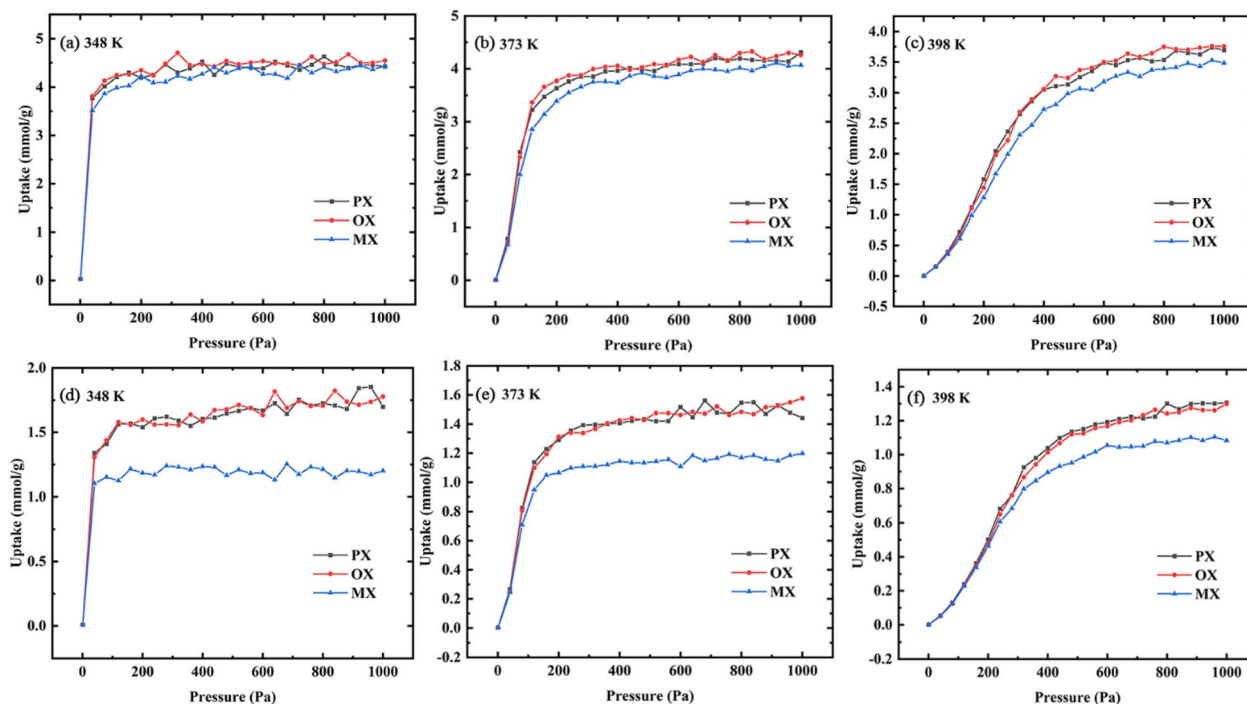 (a) 348 K
Uptake (mmol/g)
5
4
3
2
1
0
PX
OX
MX
0 200 400 600 800 1000
Pressure (Pa)
(b) 373 K
Uptake (mmol/g)
5
4
3
2
1
0
PX
OX
MX
0 200 400 600 800 1000
Pressure (Pa)
(c) 398 K
Uptake (mmol/g)
4.0
3.5
3.0
2.5
2.0
1.5
1.0
0.5
0.0
-0.5
PX
OX
MX
0 200 400 600 800 1000
Pressure (Pa)
(d) 348 K
Uptake (mmol/g)
2.0
1.5
1.0
0.5
0.0
PX
OX
MX
0 200 400 600 800 1000
Pressure (Pa)
(e) 373 K
Uptake (mmol/g)
1.8
1.6
1.4
1.2
1.0
0.8
0.6
0.4
0.2
0.0
-0.2
PX
OX
MX
0 200 400 600 800 1000
Pressure (Pa)
(f) 398 K
Uptake (mmol/g)
1.4
1.2
1.0
0.8
0.6
0.4
0.2
0.0
-0.2
PX
OX
MX
0 200 400 600 800 1000
Pressure (Pa)